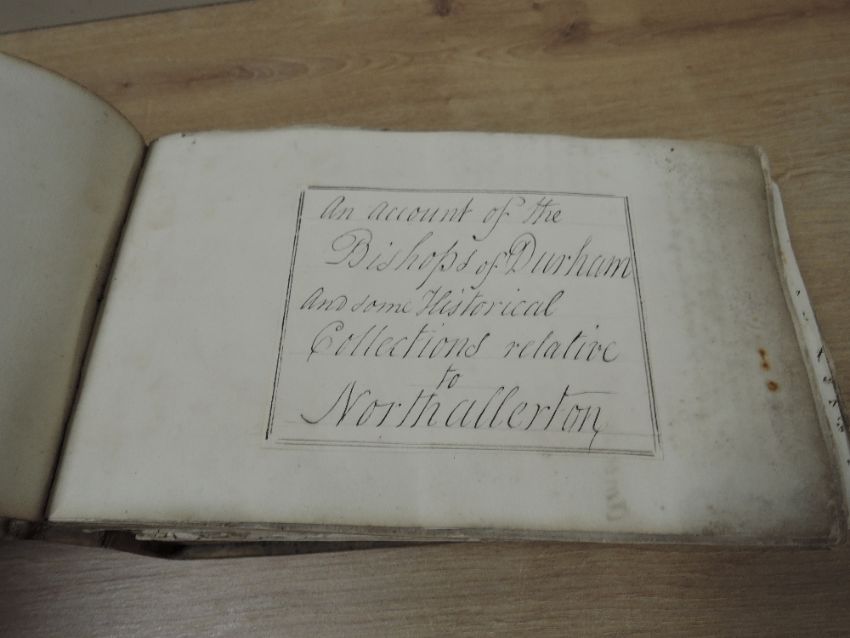 An account of the
Bishops of Durham
And some Historical
Collections relative
to
Northallerton